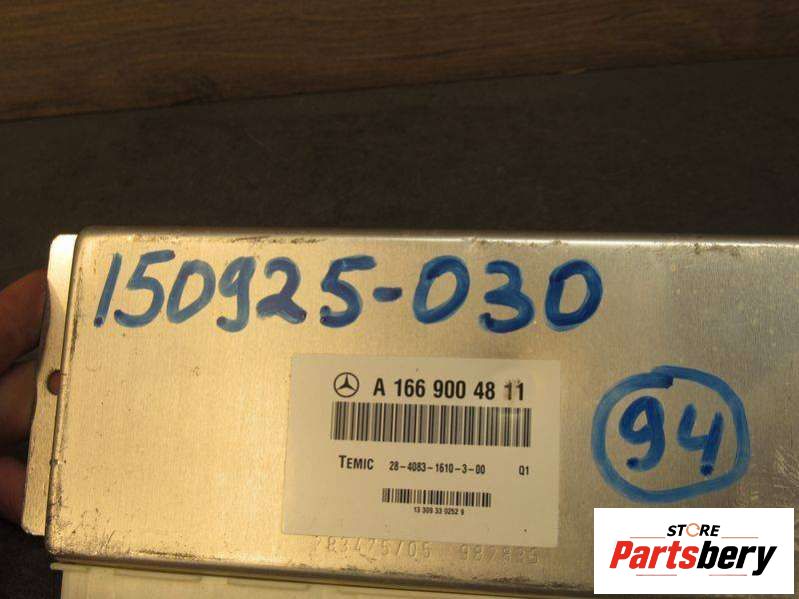 150925-030
A 166 900 48 11
94
TEMIC 28-4083-1610-3-00 Q1
13 309 33 0252 9
STORE
Partsbery